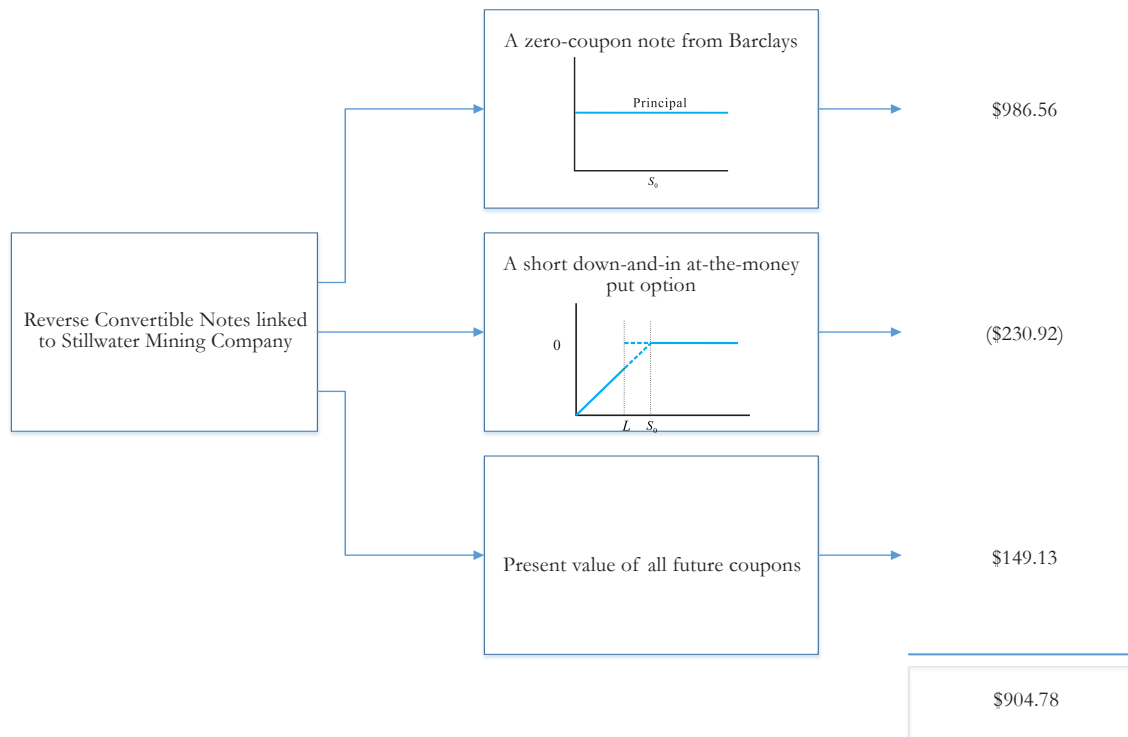 A zero-coupon note from Barclays
Principal
S₀
$986.56
Reverse Convertible Notes linked
to Stillwater Mining Company
A short down-and-in at-the-money
put option
0
L S₀
($230.92)
Present value of all future coupons
$149.13
$904.78